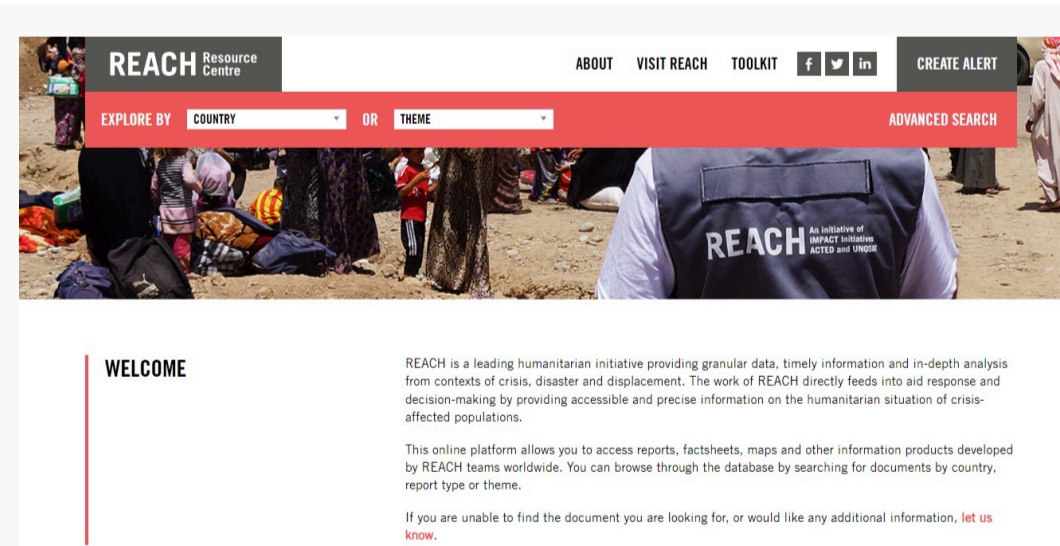 REACH Resource Centre
ABOUT VISIT REACH TOOLKIT f in CREATE ALERT
EXPLORE BY COUNTRY OR THEME ADVANCED SEARCH
REACH An initiative of
IMPACT Initiatives
ACTED and UNOSAT
WELCOME
REACH is a leading humanitarian initiative providing granular data, timely information and in-depth analysis
from contexts of crisis, disaster and displacement. The work of REACH directly feeds into aid response and
decision-making by providing accessible and precise information on the humanitarian situation of crisis-
affected populations.
This online platform allows you to access reports, factsheets, maps and other information products developed
by REACH teams worldwide. You can browse through the database by searching for documents by country,
report type or theme.
If you are unable to find the document you are looking for, or would like any additional information, let us
know.